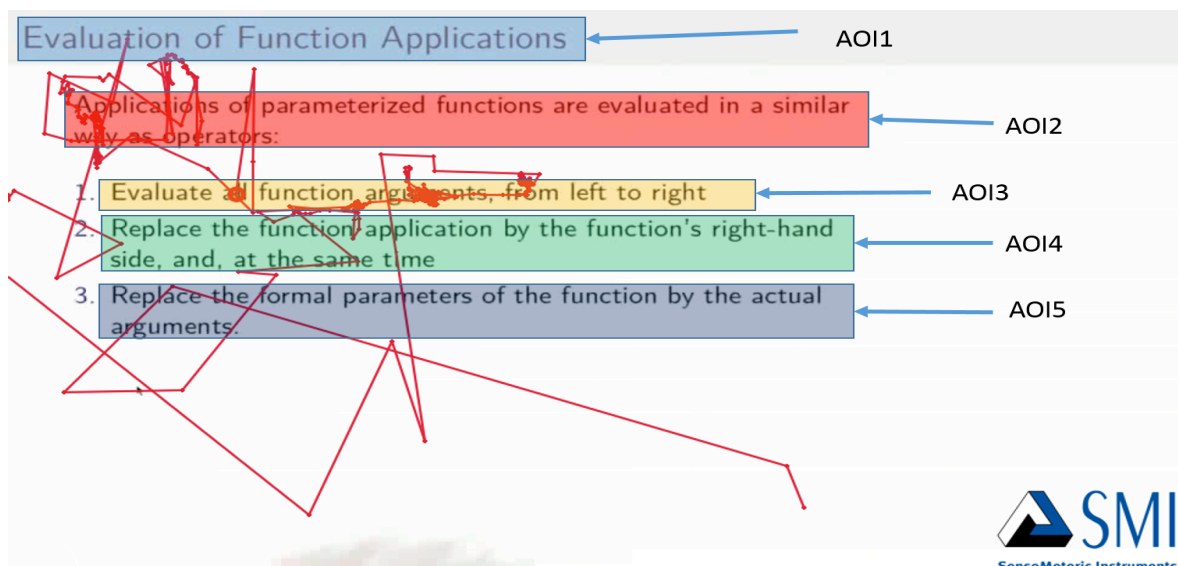 Evaluation of Function Applications
AOI1
Applications of parameterized functions are evaluated in a similar
way as operators:
AOI2
1. Evaluate all function arguments, from left to right
AOI3
2. Replace the function application by the function's right-hand
side, and, at the same time
AOI4
3. Replace the formal parameters of the function by the actual
arguments.
AOI5
SMI
SensoMotoric Instruments